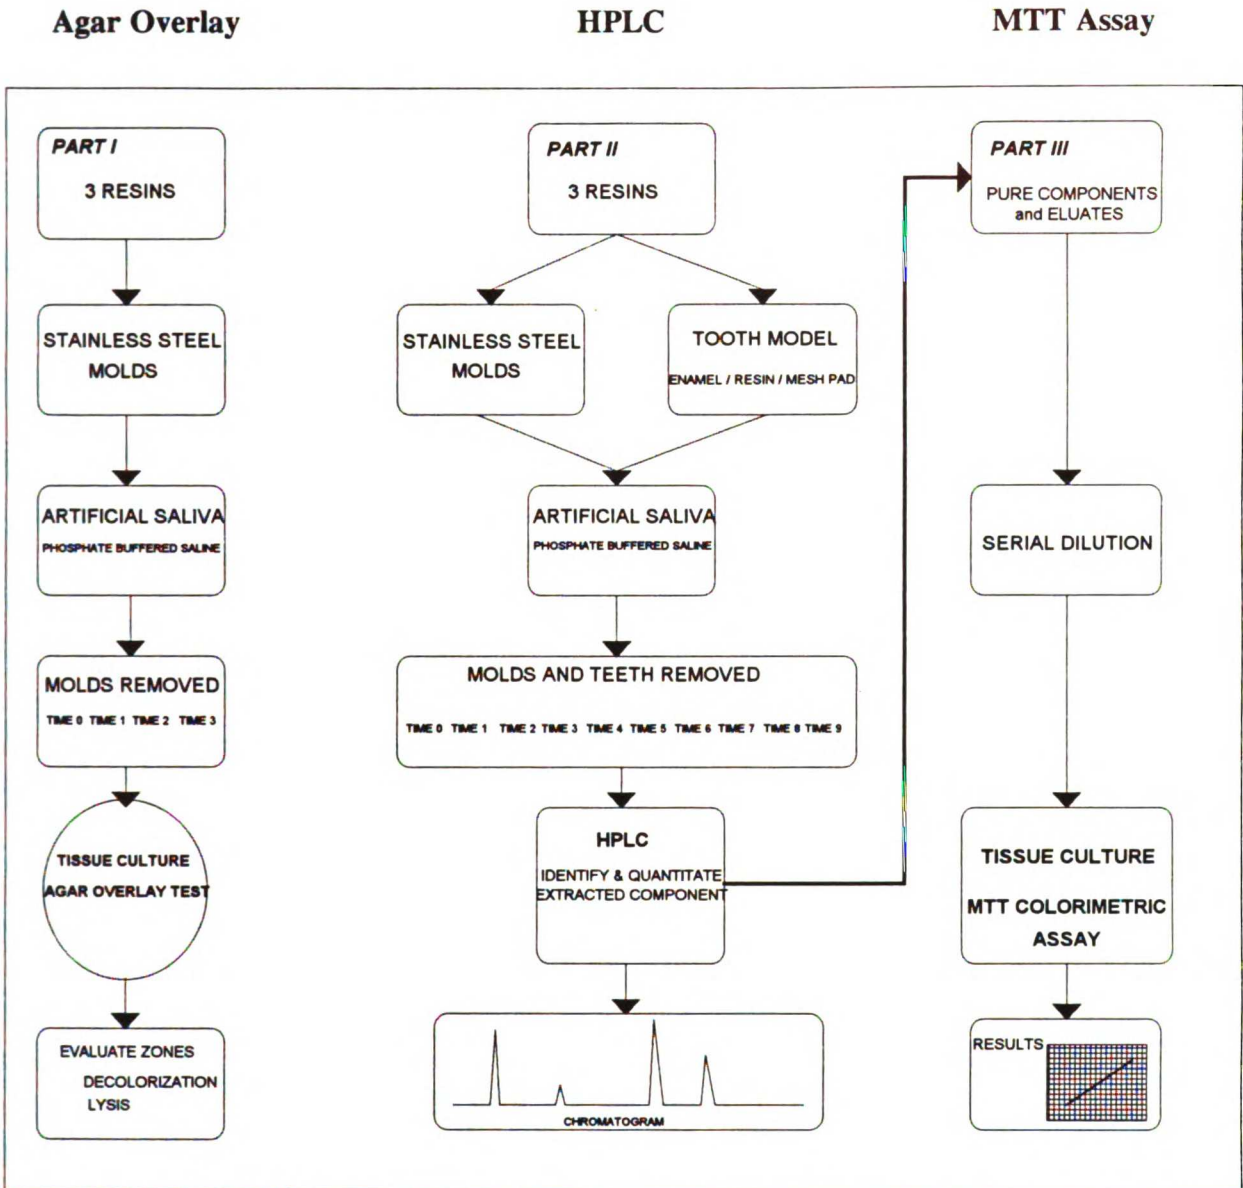 Agar Overlay
HPLC
MTT Assay
PART I
3 RESINS
STAINLESS STEEL
MOLDS
ARTIFICIAL SALIVA
PHOSPHATE BUFFERED SALINE
MOLDS REMOVED
TIME 0 TIME 1 TIME 2 TIME 3
TISSUE CULTURE
AGAR OVERLAY TEST
EVALUATE ZONES
DECOLORIZATION
LYSIS
PART II
3 RESINS
STAINLESS STEEL
MOLDS
TOOTH MODEL
ENAMEL / RESIN / MESH PAD
ARTIFICIAL SALIVA
PHOSPHATE BUFFERED SALINE
MOLDS AND TEETH REMOVED
TIME 0 TIME 1 TIME 2 TIME 3 TIME 4 TIME 5 TIME 6 TIME 7 TIME 8 TIME 9
HPLC
IDENTIFY & QUANTITATE
EXTRACTED COMPONENT
CHROMATOGRAM
PART III
PURE COMPONENTS
and ELUATES
SERIAL DILUTION
TISSUE CULTURE
MTT COLORIMETRIC
ASSAY
RESULTS